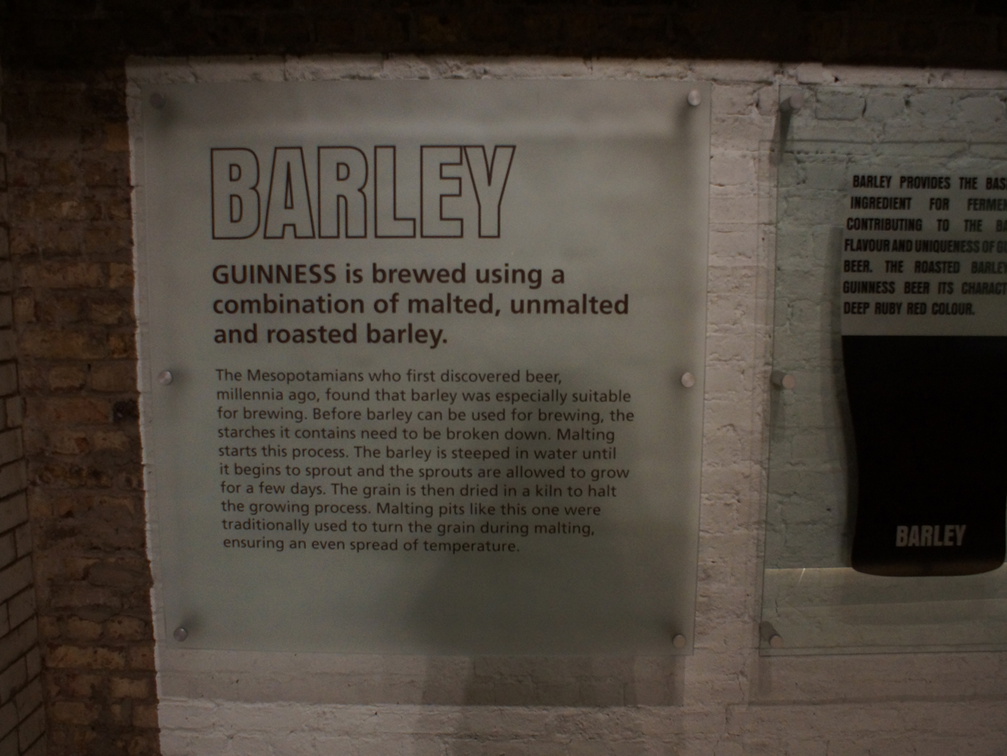 BARLEY
GUINNESS is brewed using a
combination of malted, unmalted
and roasted barley.
The Mesopotamians who first discovered beer,
millennia ago, found that barley was especially suitable
for brewing. Before barley can be used for brewing, the
starches it contains need to be broken down. Malting
starts this process. The barley is steeped in water until
it begins to sprout and the sprouts are allowed to grow
for a few days. The grain is then dried in a kiln to halt
the growing process. Malting pits like this one were
traditionally used to turn the grain during malting,
ensuring an even spread of temperature.
BARLEY PROVIDES THE
INGREDIENT FOR
CONTRIBUTING TO THE
FLAVOUR AND UNIQUENESS OF
BEER. THE ROASTED BARLEY
GUINNESS BEER ITS
DEEP RUBY RED COLOUR.
BARLEY